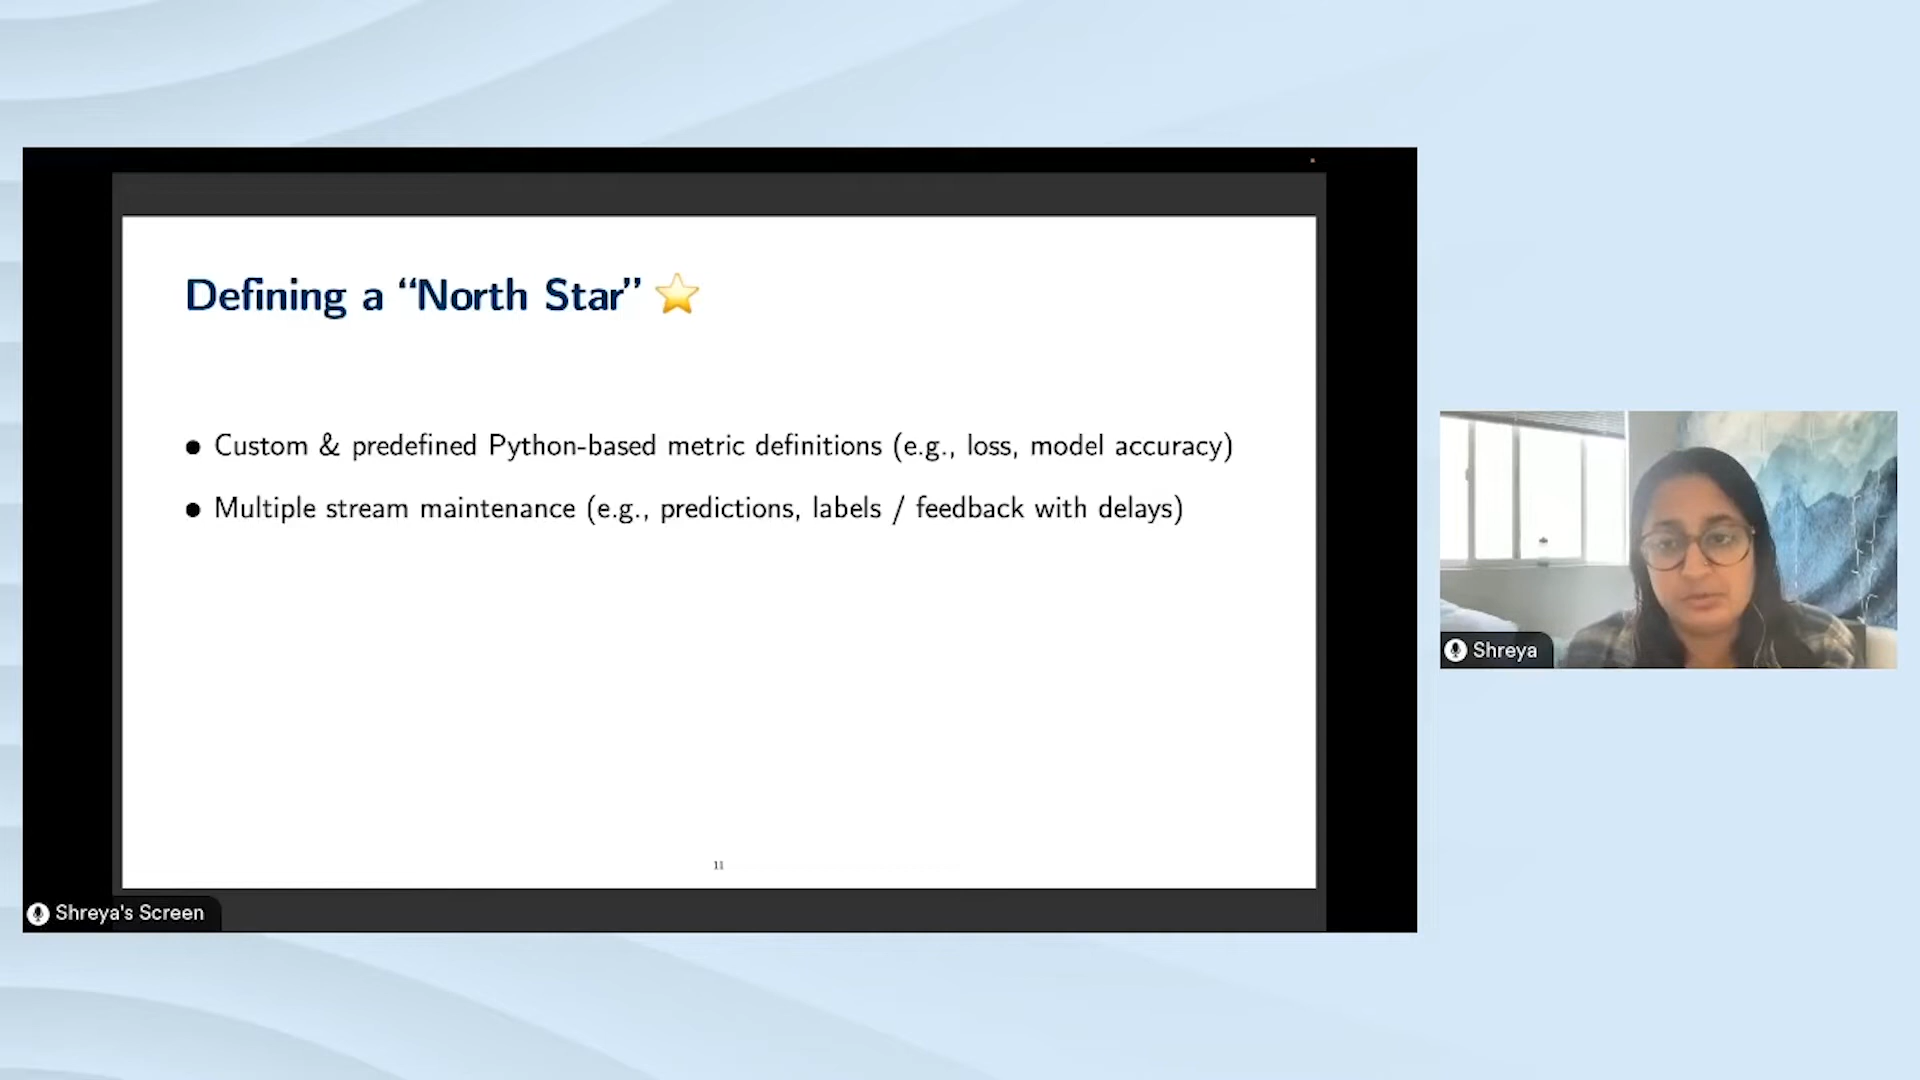 Defining a “North Star” ⭐
● Custom & predefined Python-based metric definitions (e.g., loss, model accuracy)
● Multiple stream maintenance (e.g., predictions, labels / feedback with delays)
11
Shreya's Screen
Shreya